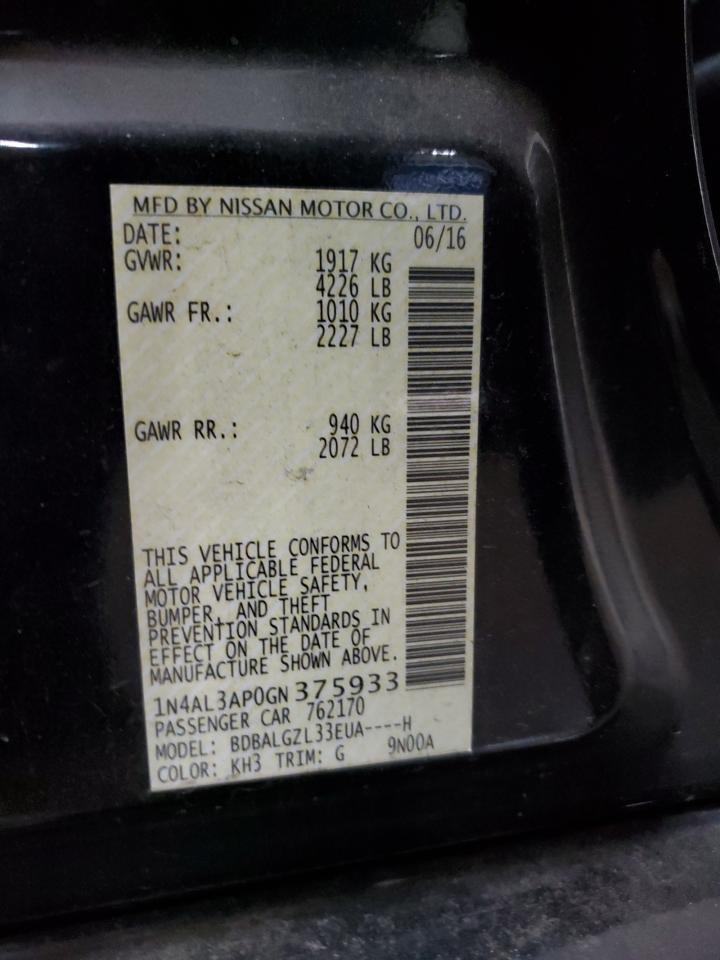 MFD BY NISSAN MOTOR CO., LTD.
DATE: 06/16
GVWR: 1917 KG
4226 LB
GAWR FR.: 1010 KG
2227 LB
GAWR RR.: 940 KG
2072 LB
THIS VEHICLE CONFORMS TO
ALL APPLICABLE FEDERAL
MOTOR VEHICLE SAFETY,
BUMPER, AND THEFT
PREVENTION STANDARDS IN
EFFECT ON THE DATE OF
MANUFACTURE SHOWN ABOVE.
1N4AL3AP0GN375933
PASSENGER CAR 762170
MODEL: BDBALGZL33EUA----H
COLOR: KH3 TRIM: G 9N00A